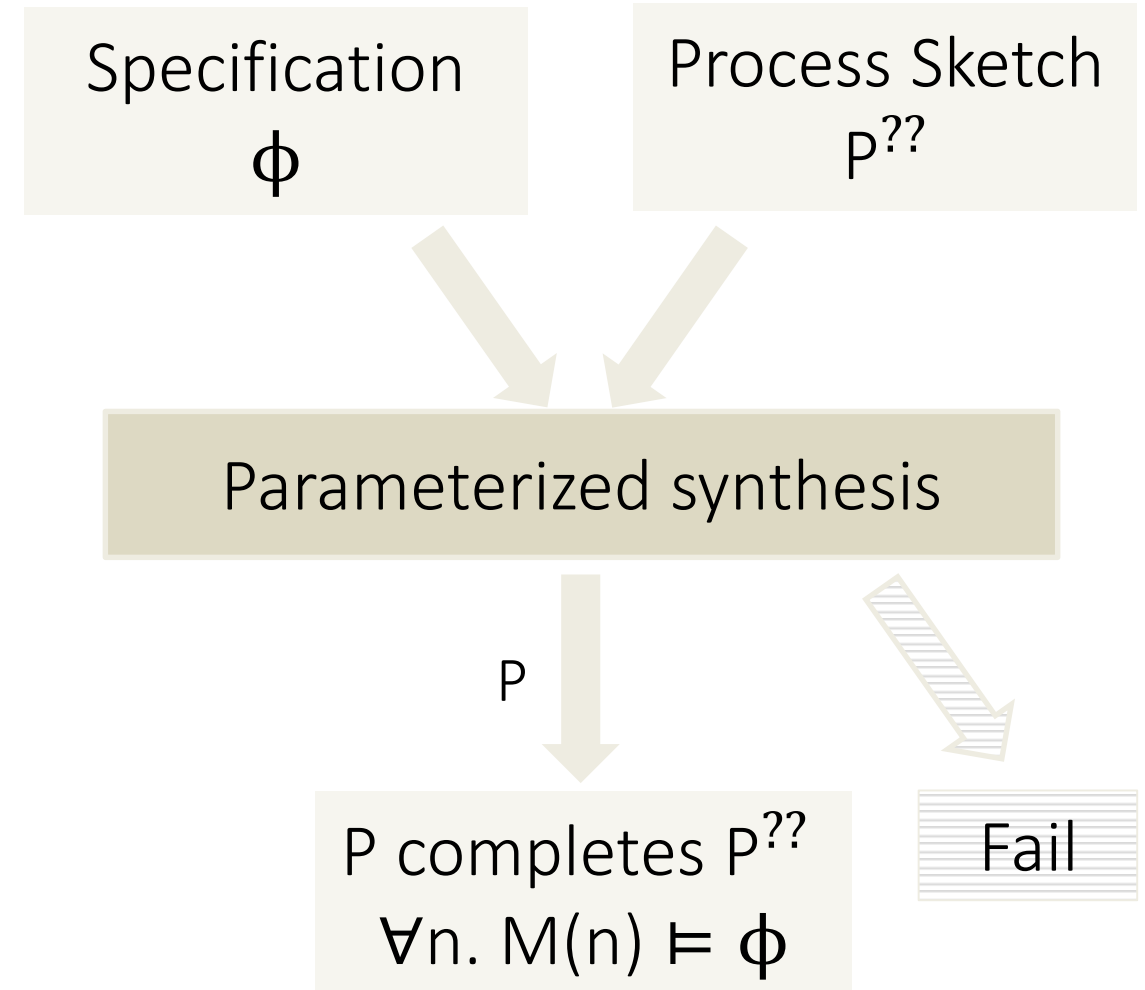 Specification
ϕ
Process Sketch
P??
Parameterized synthesis
P
P completes P??
∀n. M(n) ⊨ ϕ
Fail